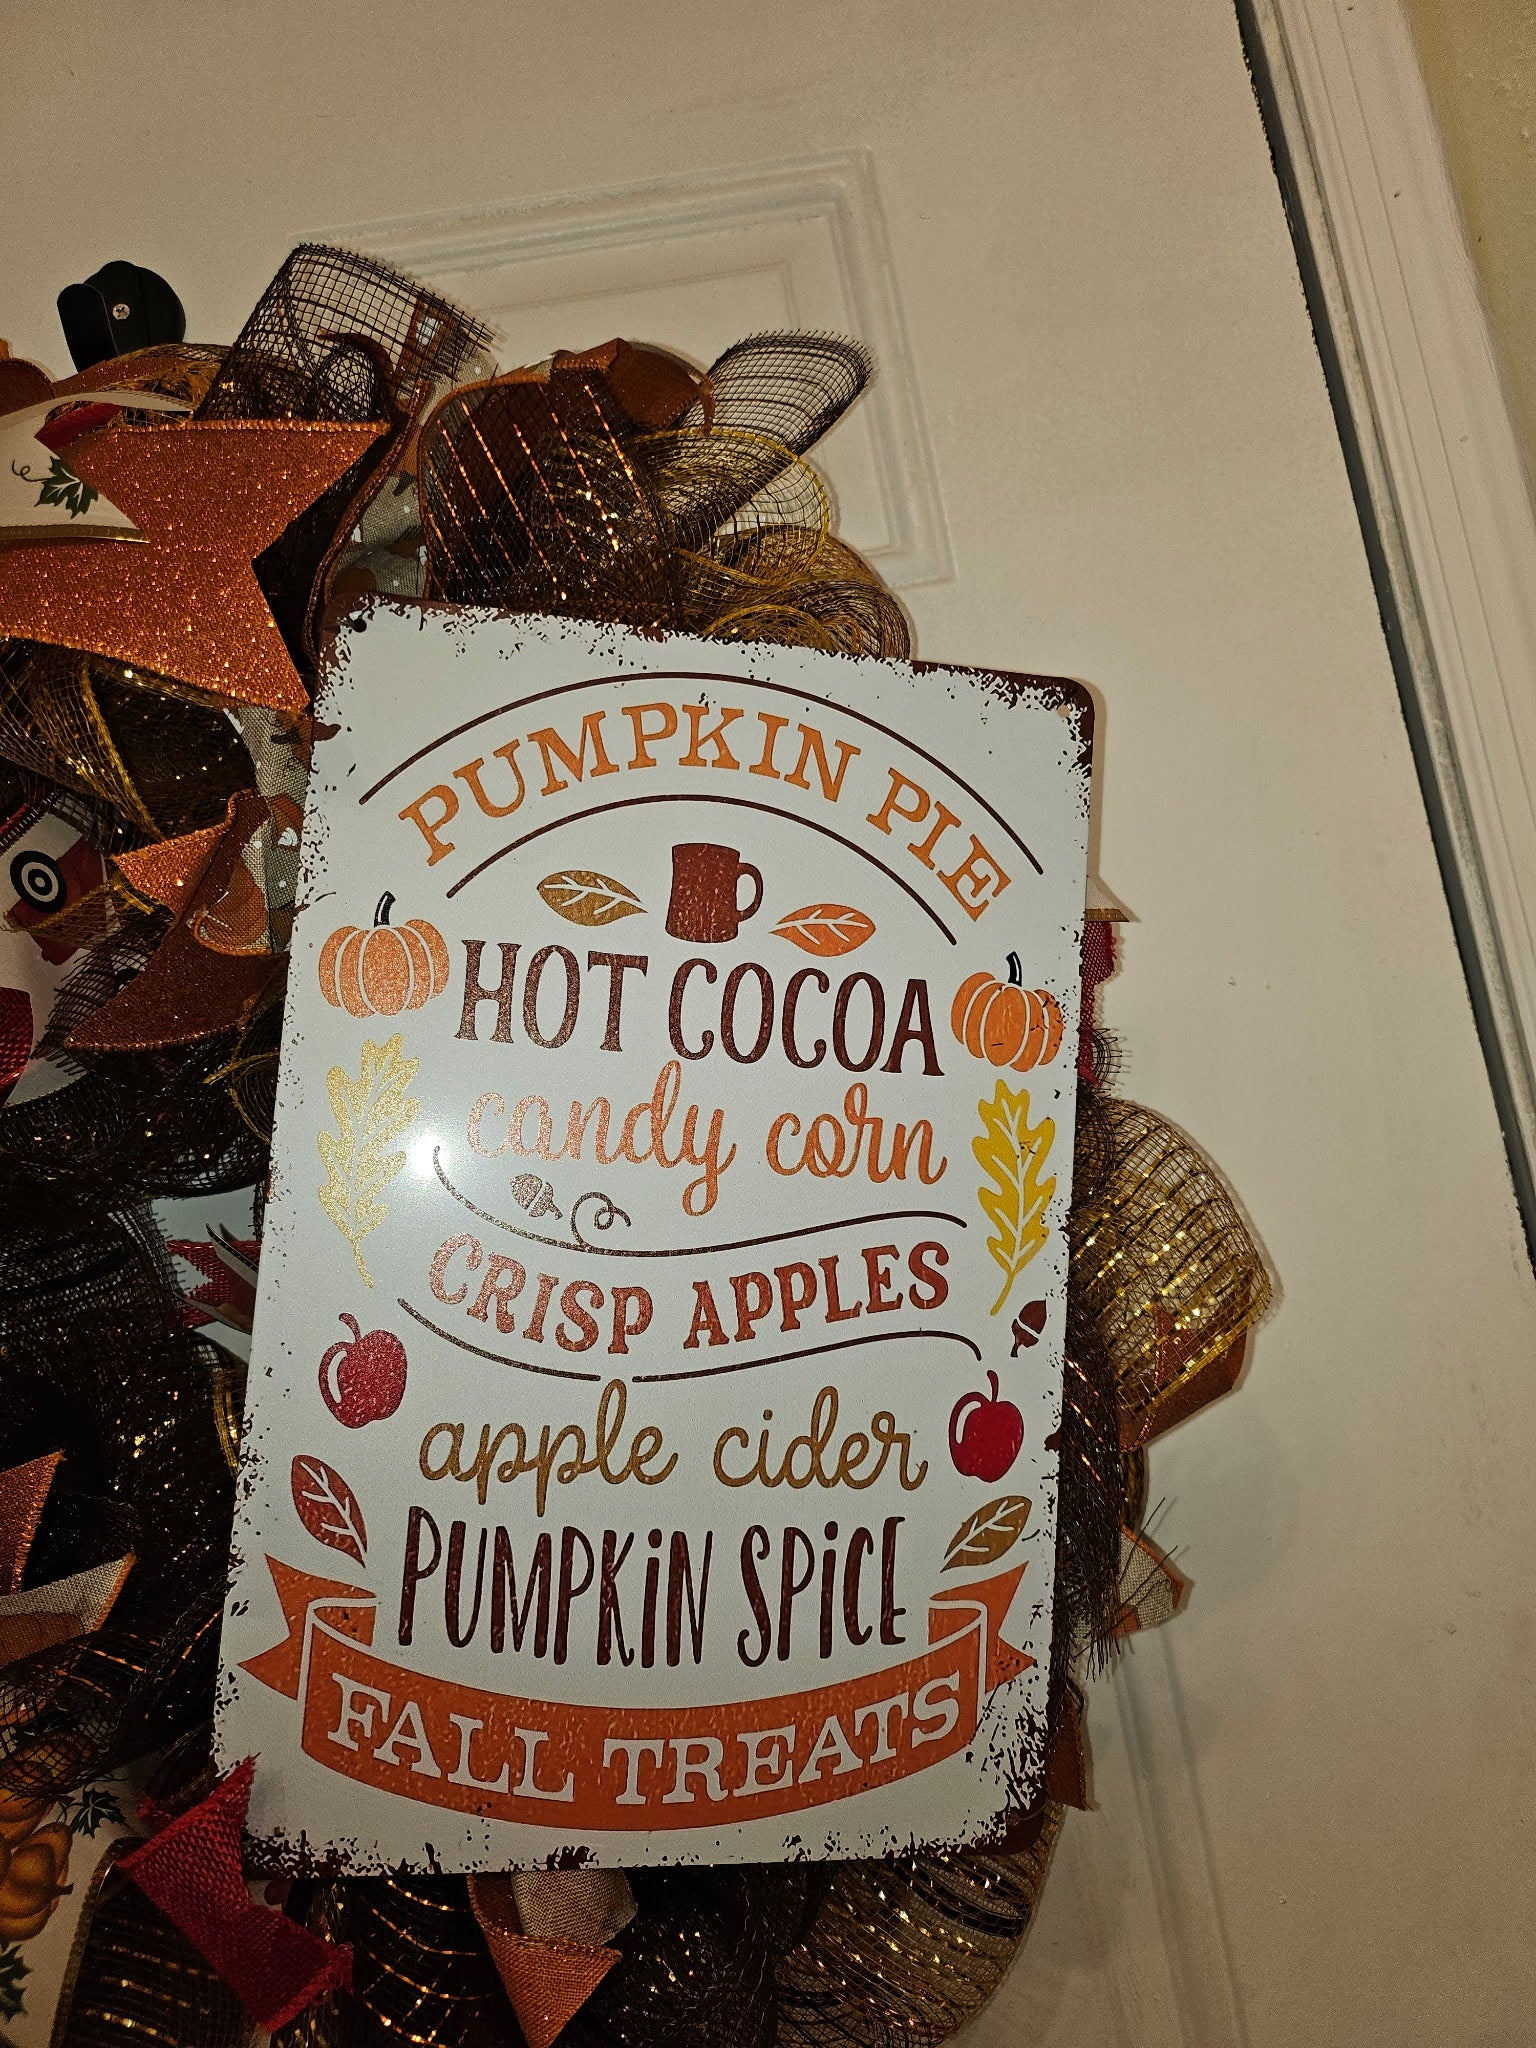 PUMPKIN PIE
HOT COCOA
candy corn
CRISP APPLES
apple cider
PUMPKiN SPiCE
FALL TREATS